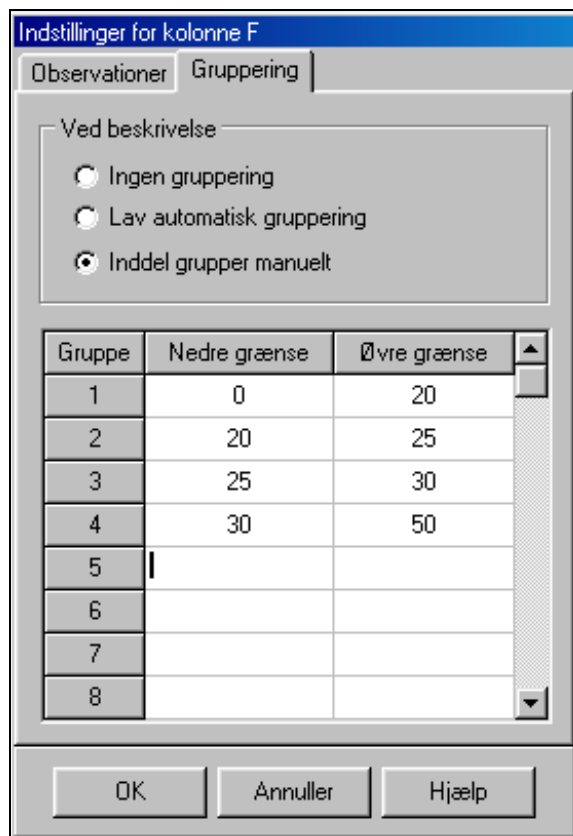 Indstillinger for kolonne F
Observationer Gruppering
Ved beskrivelse
Ingen gruppering
Lav automatisk gruppering
Inddel grupper manuelt
Gruppe Nedre grænse Øvre grænse
1 0 20
2 20 25
3 25 30
4 30 50
5
6
7
8
OK Annuller Hjælp